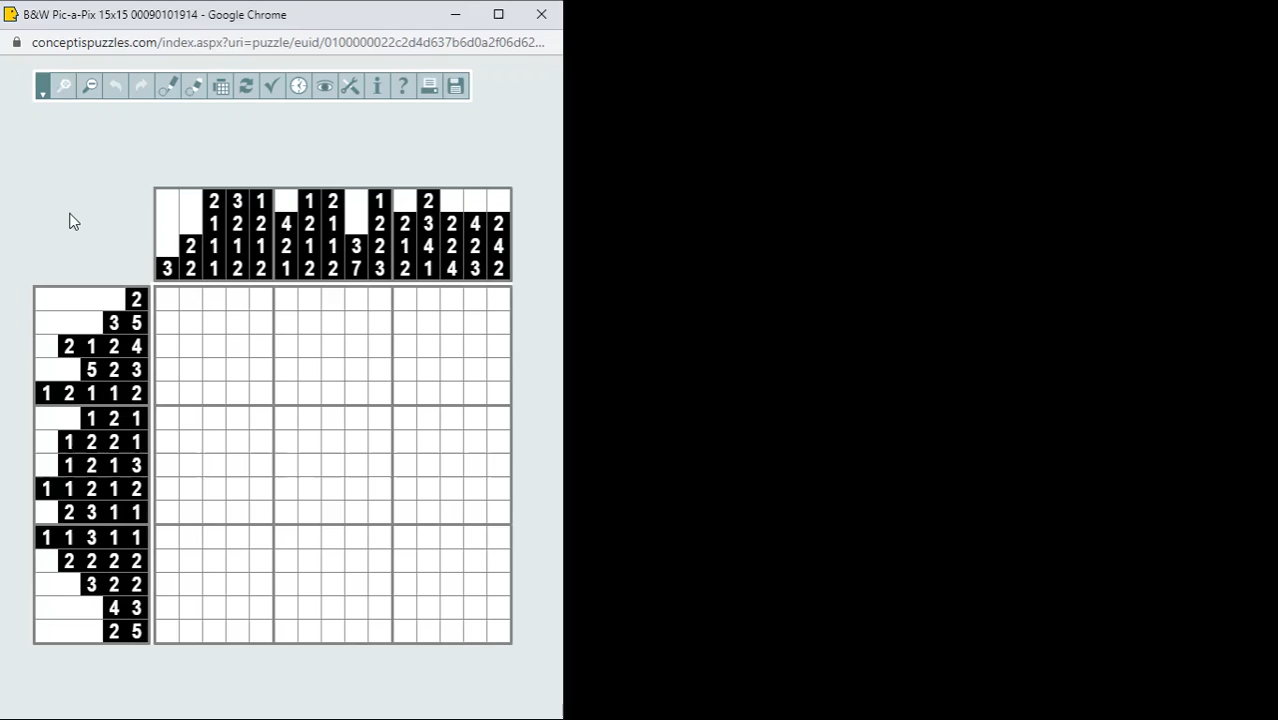 B&W Pic-a-Pix 15x15 00090101914 - Google Chrome
conceptispuzzles.com/index.aspx?uri=puzzle/euid/0100000022c2d4d637b6d0a2f06d62...
2 3 1 1 2 1 2
1 2 2 4 2 1 2 2 3 2 4 2
2 1 1 1 2 1 1 3 2 1 4 2 2 4
3 2 1 2 2 1 2 2 7 3 2 1 4 3 2
2
3 5
2 1 2 4
5 2 3
1 2 1 1 2
1 2 1
1 2 2 1
1 2 1 3
1 1 2 1 2
2 3 1 1
1 1 3 1 1
2 2 2 2
3 2 2
4 3
2 5